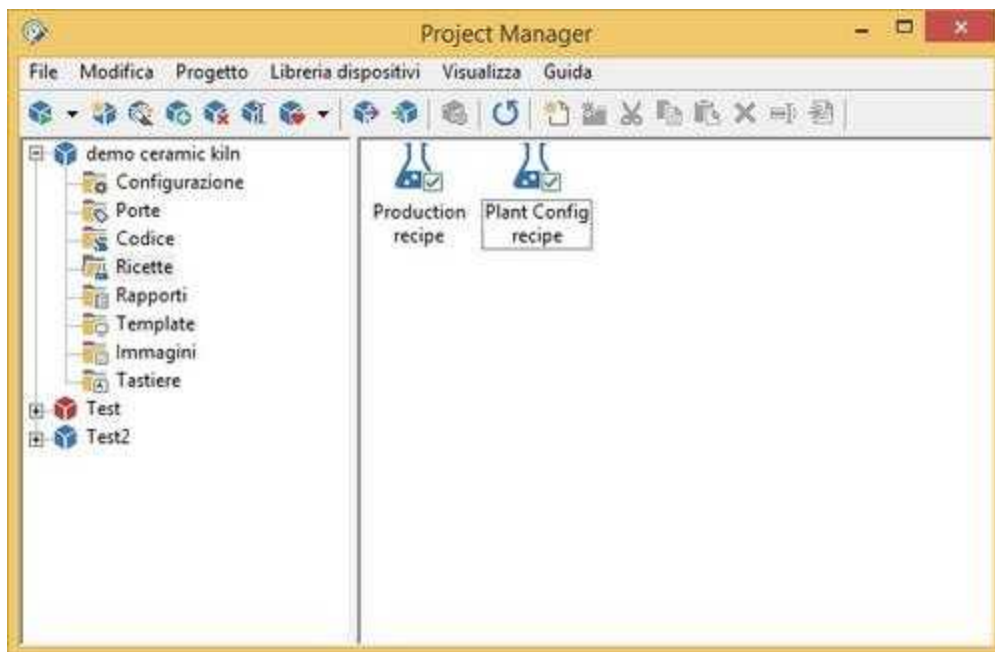 Project Manager
File Modifica Progetto Libreria dispositivi Visualizza Guida
demo ceramic kiln
Configurazione
Porte
Codice
Ricette
Rapporti
Template
Immagini
Tastiere
Test
Test2
Production
recipe
Plant Config
recipe